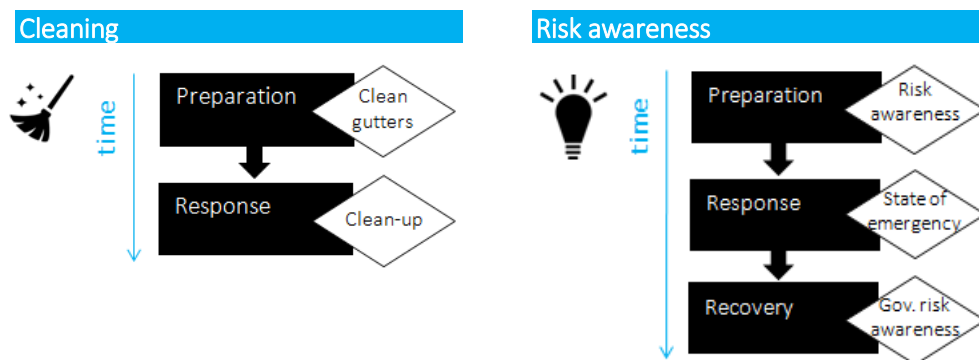 Cleaning
time
Preparation
Clean
gutters
Response
Clean-up
Risk awareness
time
Preparation
Risk
awareness
Response
State of
emergency
Recovery
Gov. risk
awareness